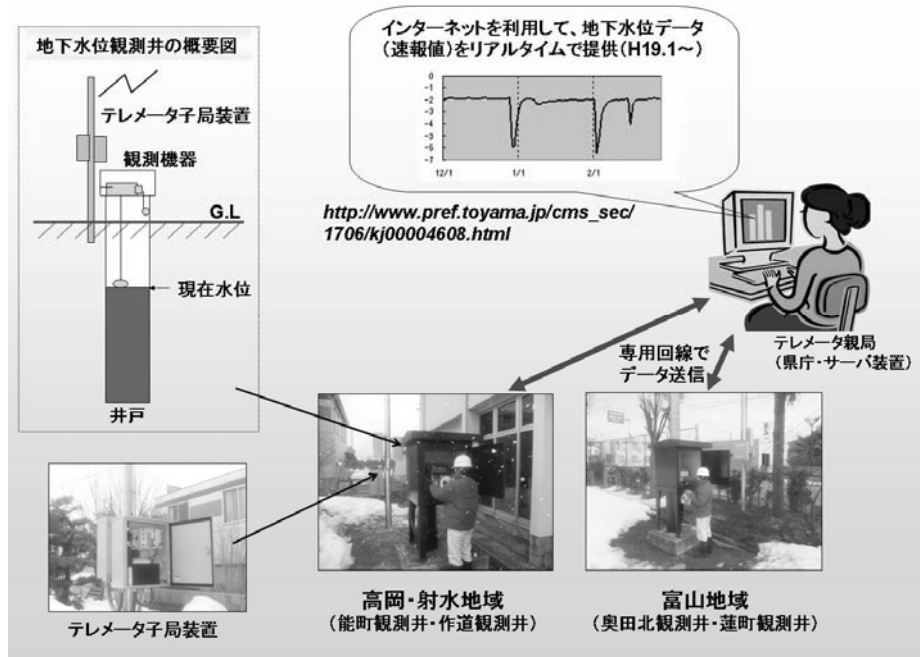 地下水位観測井の概要図
テレメータ子局装置
観測機器
G.L
現在水位
井戸
インターネットを利用して、地下水位データ
（速報値）をリアルタイムで提供（H19.1～）
0
-1
-2
-3
-4
-5
-6
-7
12/1 1/1 2/1
http://www.pref.toyama.jp/cms_sec/
1706/kj00004608.html
テレメータ親局
（県庁・サーバ装置）
専用回線で
データ送信
テレメータ子局装置
高岡・射水地域
（能町観測井・作道観測井）
富山地域
（奥田北観測井・蓮町観測井）